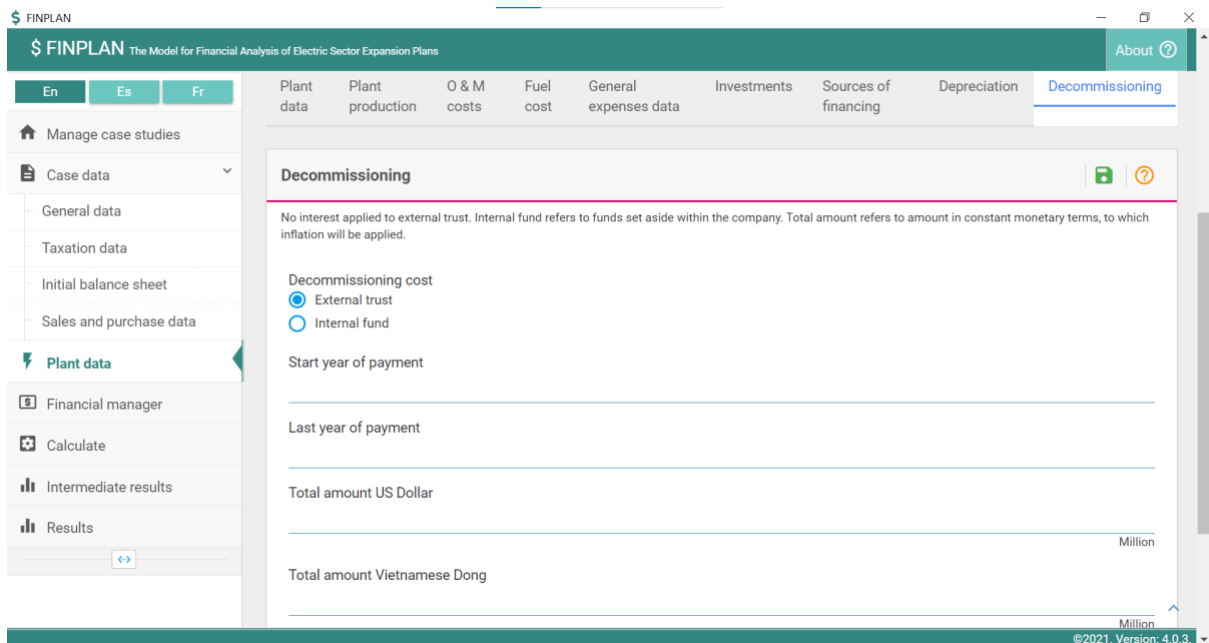 $ FINPLAN
$ FINPLAN The Model for Financial Analysis of Electric Sector Expansion Plans
About
En Es Fr
Manage case studies
Case data
General data
Taxation data
Initial balance sheet
Sales and purchase data
Plant data
Financial manager
Calculate
Intermediate results
Results
Plant data
Plant production
O & M costs
Fuel cost
General expenses data
Investments
Sources of financing
Depreciation
Decommissioning
Decommissioning
No interest applied to external trust. Internal fund refers to funds set aside within the company. Total amount refers to amount in constant monetary terms, to which
inflation will be applied.
Decommissioning cost
External trust
Internal fund
Start year of payment
Last year of payment
Total amount US Dollar
Million
Total amount Vietnamese Dong
Million
©2021. Version: 4.0.3.